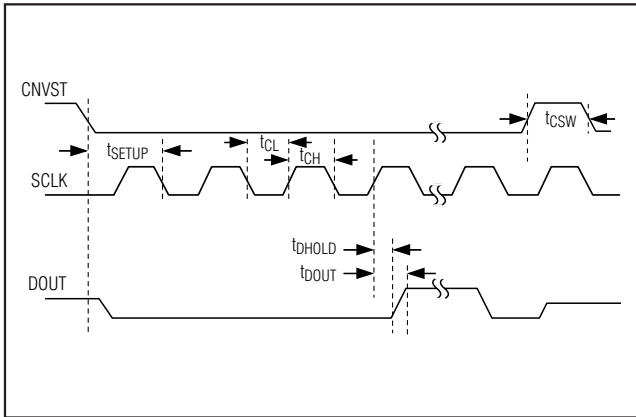 CNVST
tCSW
tSETUP
tCL
tCH
SCLK
tDHOLD
tDOUT
DOUT